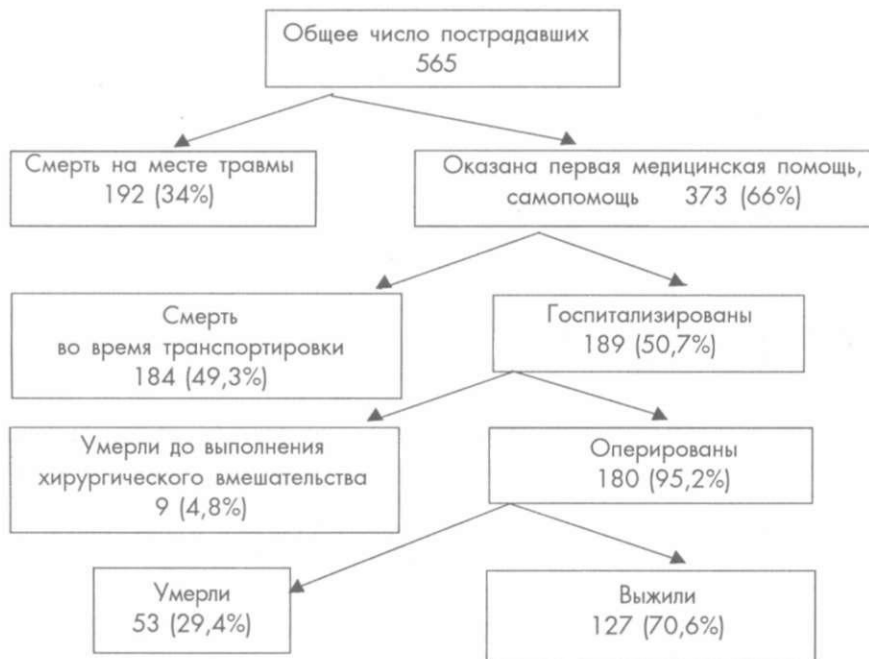 Общее число пострадавших
565
Смерть на месте травмы
192 (34%)
Оказана первая медицинская помощь,
самопомощь 373 (66%)
Смерть
во время транспортировки
184 (49,3%)
Госпитализированы
189 (50,7%)
Умерли до выполнения
хирургического вмешательства
9 (4,8%)
Оперированы
180 (95,2%)
Умерли
53 (29,4%)
Выжили
127 (70,6%)